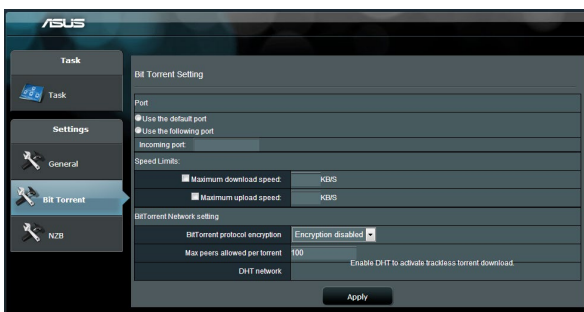 ASUS
Task
Task
Settings
General
Bit Torrent
NZB
Bit Torrent Setting
Port
Use the default port
Use the following port
Incoming port:
Speed Limits:
Maximum download speed: KB/S
Maximum upload speed: KB/S
BitTorrent Network setting
BitTorrent protocol encryption Encryption disabled
Max peers allowed per torrent 100
DHT network Enable DHT to activate trackless torrent download.
Apply